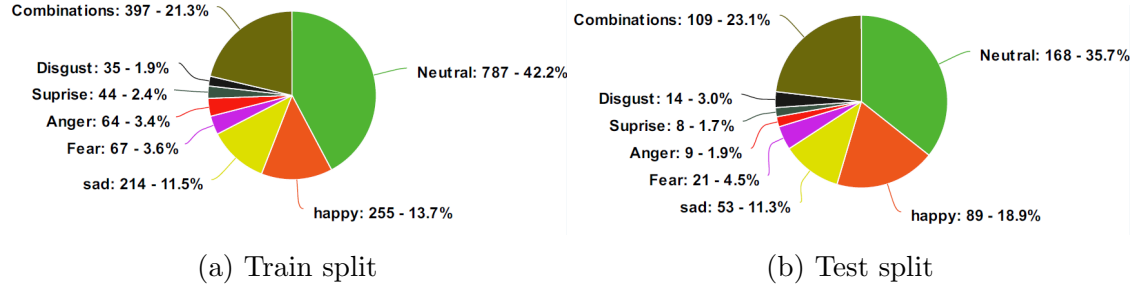 Combinations: 397 - 21.3%
Disgust: 35 - 1.9%
Suprise: 44 - 2.4%
Anger: 64 - 3.4%
Fear: 67 - 3.6%
sad: 214 - 11.5%
happy: 255 - 13.7%
Neutral: 787 - 42.2%
(a) Train split
Combinations: 109 - 23.1%
Disgust: 14 - 3.0%
Suprise: 8 - 1.7%
Anger: 9 - 1.9%
Fear: 21 - 4.5%
sad: 53 - 11.3%
happy: 89 - 18.9%
Neutral: 168 - 35.7%
(b) Test split